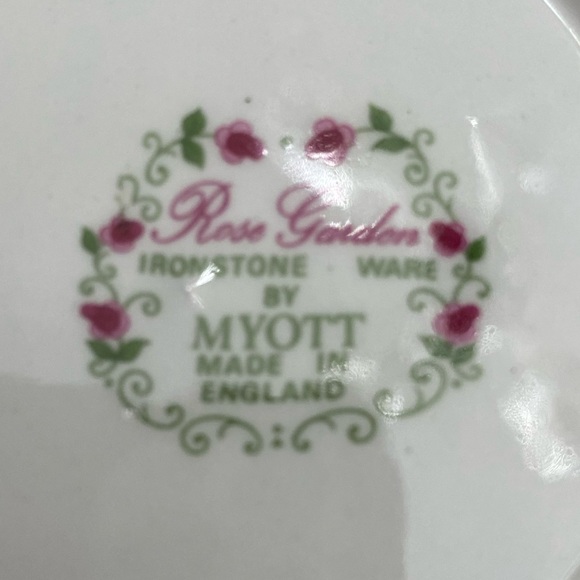 Rose Garden
IRONSTONE WARE
BY
MYOTT
MADE IN
ENGLAND